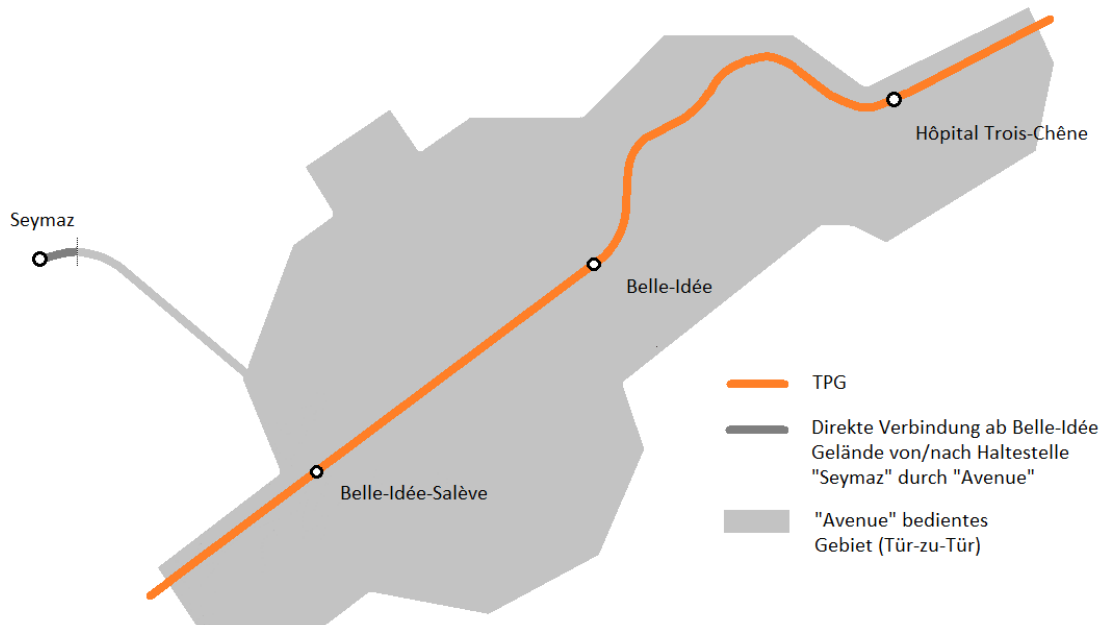 Hôpital Trois-Chêne
Seymaz
Belle-Idée
Belle-Idée-Salève
TPG
Direkte Verbindung ab Belle-Idée
Gelände von/nach Haltestelle
"Seymaz" durch "Avenue"
"Avenue" bedientes
Gebiet (Tür-zu-Tür)